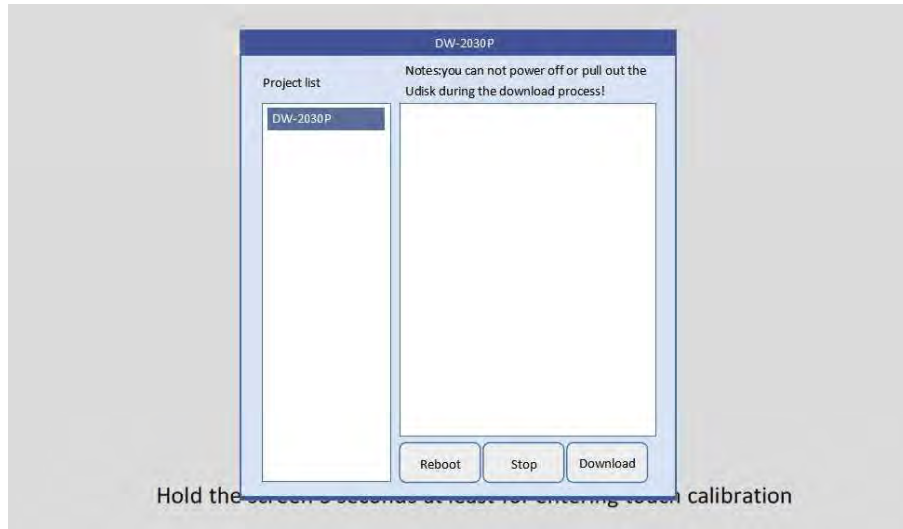 DW-2030P
Project list
Notes:you can not power off or pull out the
Udisk during the download process!
DW-2030P
Reboot
Stop
Download
Hold the calibration